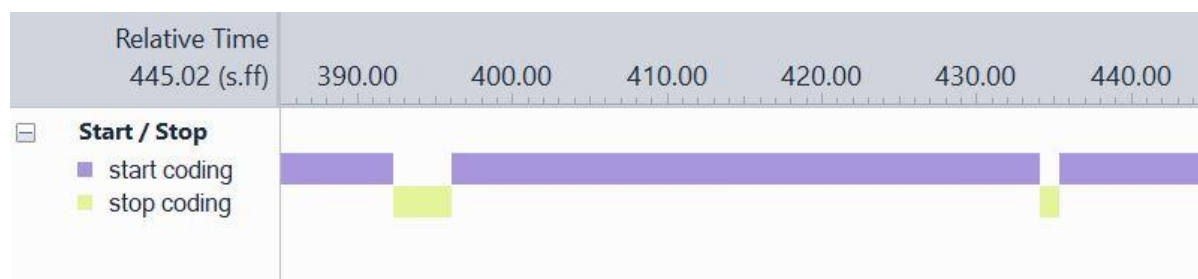 Relative Time
445.02 (s.ff)
390.00 400.00 410.00 420.00 430.00 440.00
Start / Stop
start coding
stop coding